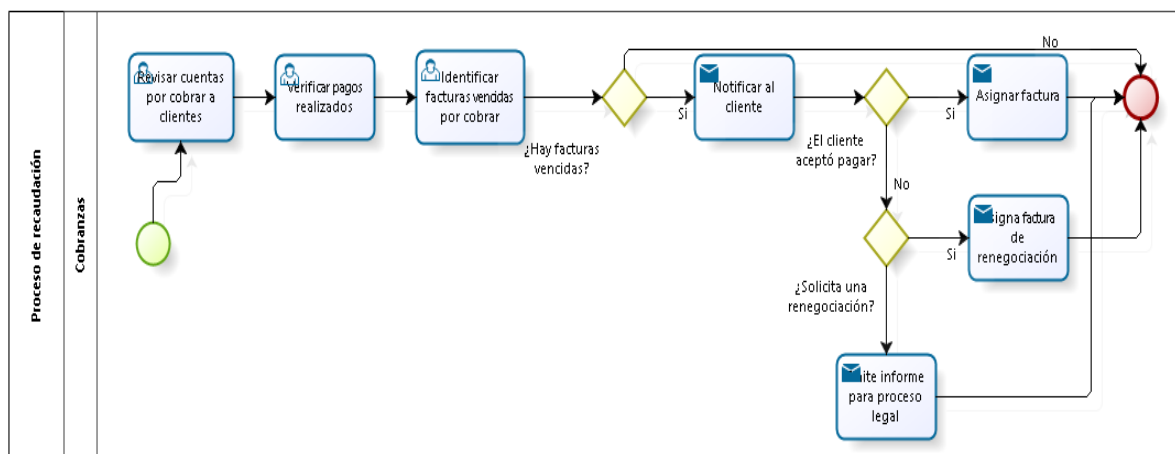 Proceso de recaudación
Cobranzas
Revisar cuentas
por cobrar a
clientes
Verificar pagos
realizados
Identificar
facturas vencidas
por cobrar
¿Hay facturas
vencidas?
No
Si
Notificar al
cliente
¿El cliente
aceptó pagar?
Si
Asignar factura
No
¿Solicita una
renegociación?
Si
signa factura
de
renegociación
ite informe
para proceso
legal